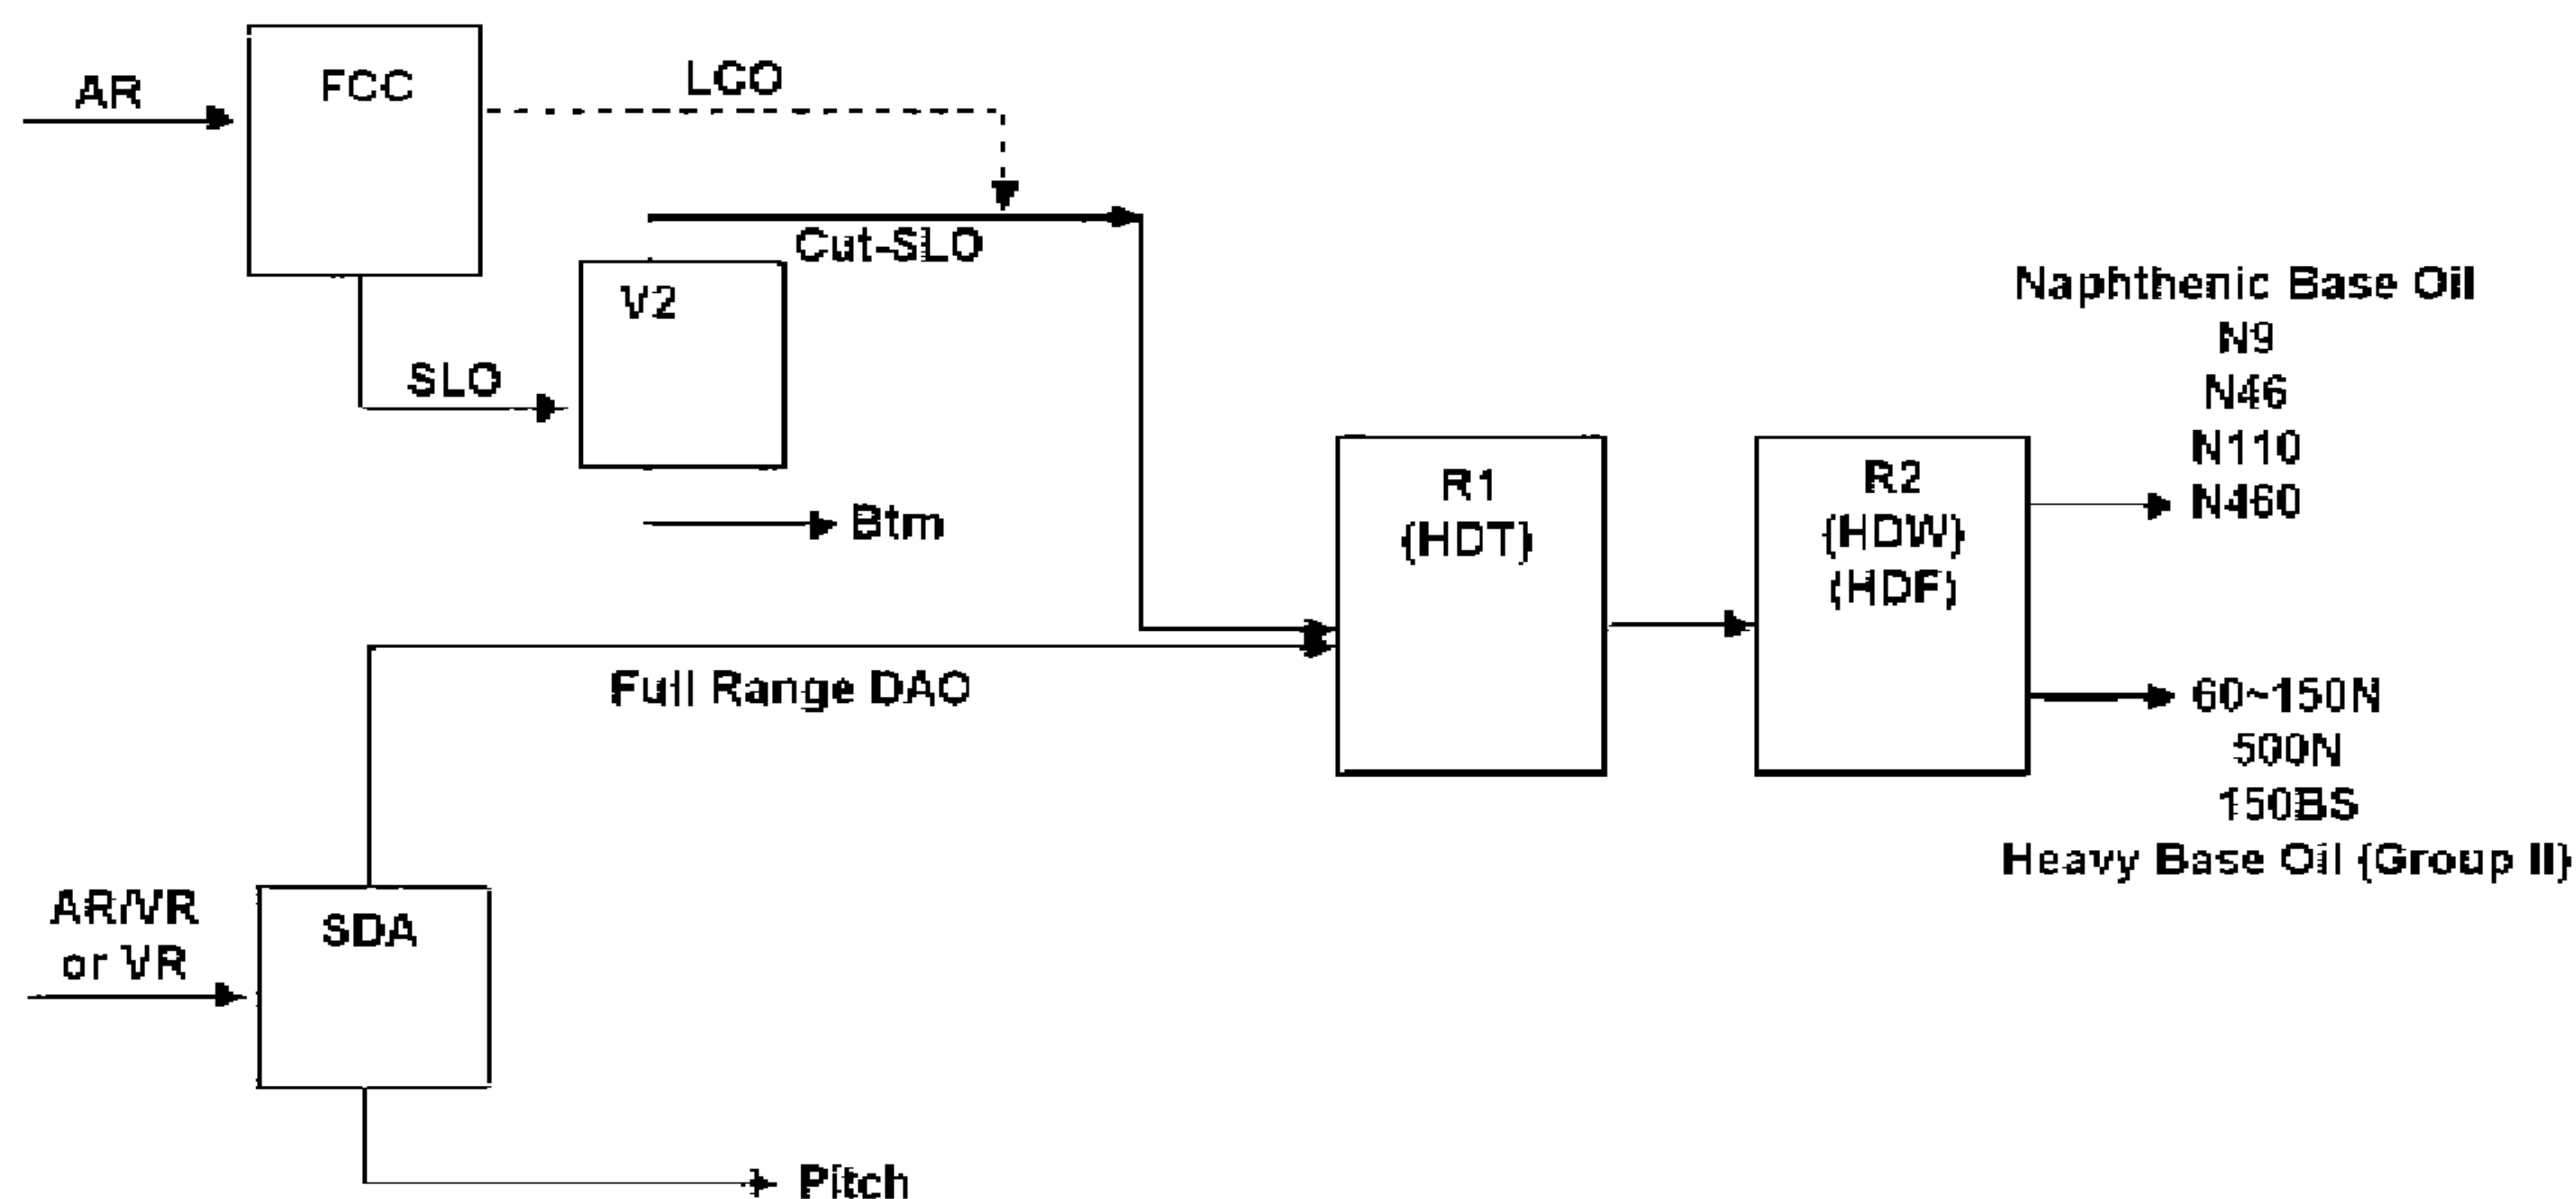 AR
FCC
LCO
Cut-SLO
V2
SLO
Btm
Naphthenic Base Oil
N9
N46
N110
N460
R1
(HDT)
R2
(HDW)
(HDF)
Full Range DAO
60~150N
500N
150BS
Heavy Base Oil (Group II)
AR/VR
or VR
SDA
Pitch